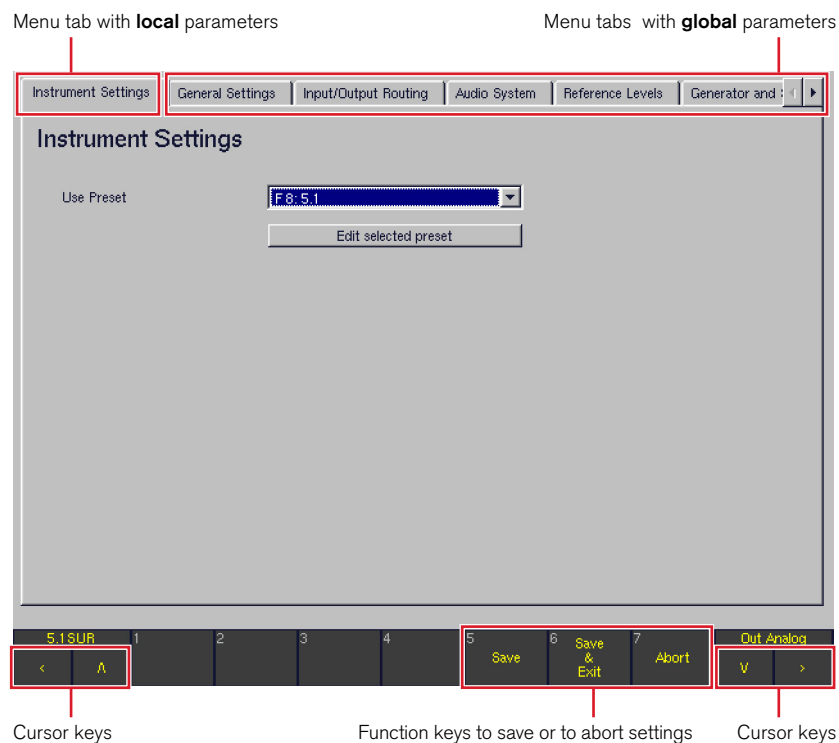 Menu tab with local parameters
Menu tabs with global parameters
Instrument Settings
General Settings
Input/Output Routing
Audio System
Reference Levels
Generator and
Instrument Settings
Use Preset
F 8: 5.1
Edit selected preset
5.1SUR
1
2
3
4
5
Save
6
Save
&
Exit
7
Abort
Out Analog
<
Λ
V
>
Cursor keys
Function keys to save or to abort settings
Cursor keys